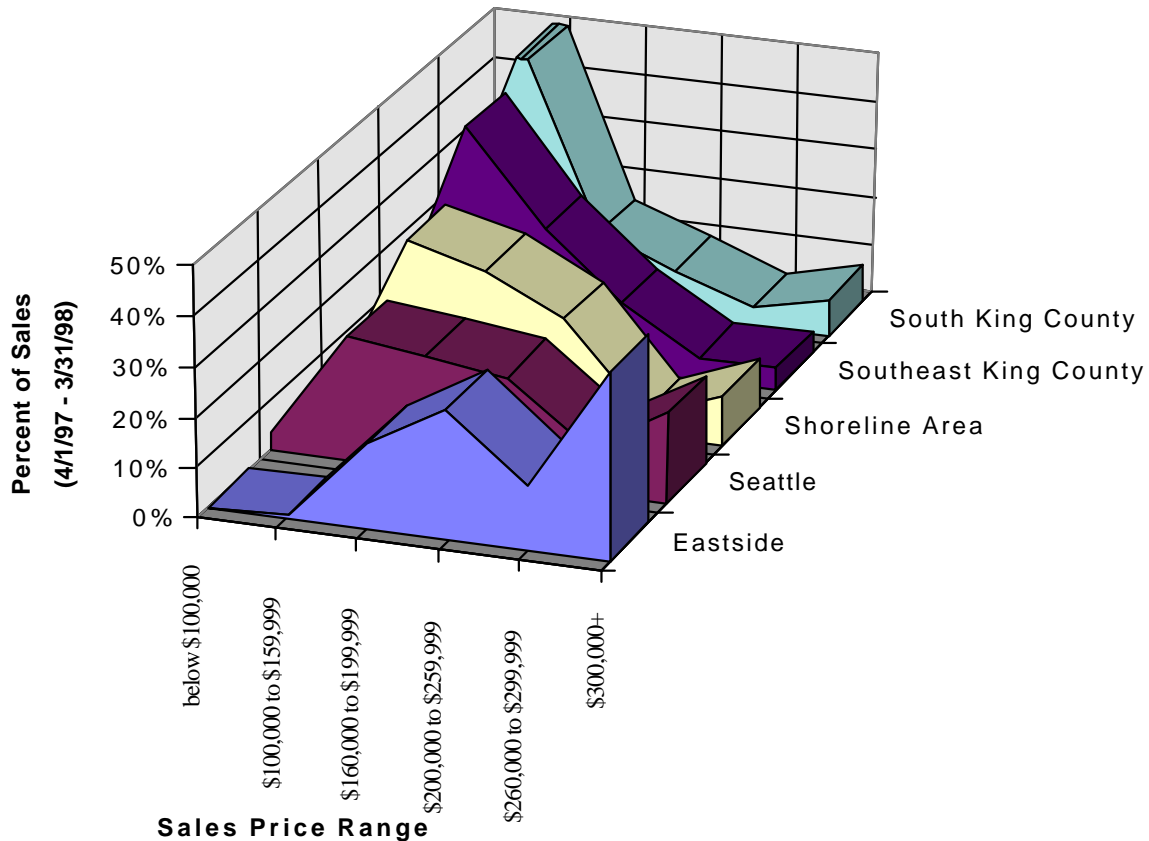 50%
40%
30%
20%
10%
0%
Percent of Sales
(4/1/97 - 3/31/98)
South King County
Southeast King County
Shoreline Area
Seattle
Eastside
below $100,000
$100,000 to $159,999
$160,000 to $199,999
$200,000 to $259,999
$260,000 to $299,999
$300,000+
Sales Price Range